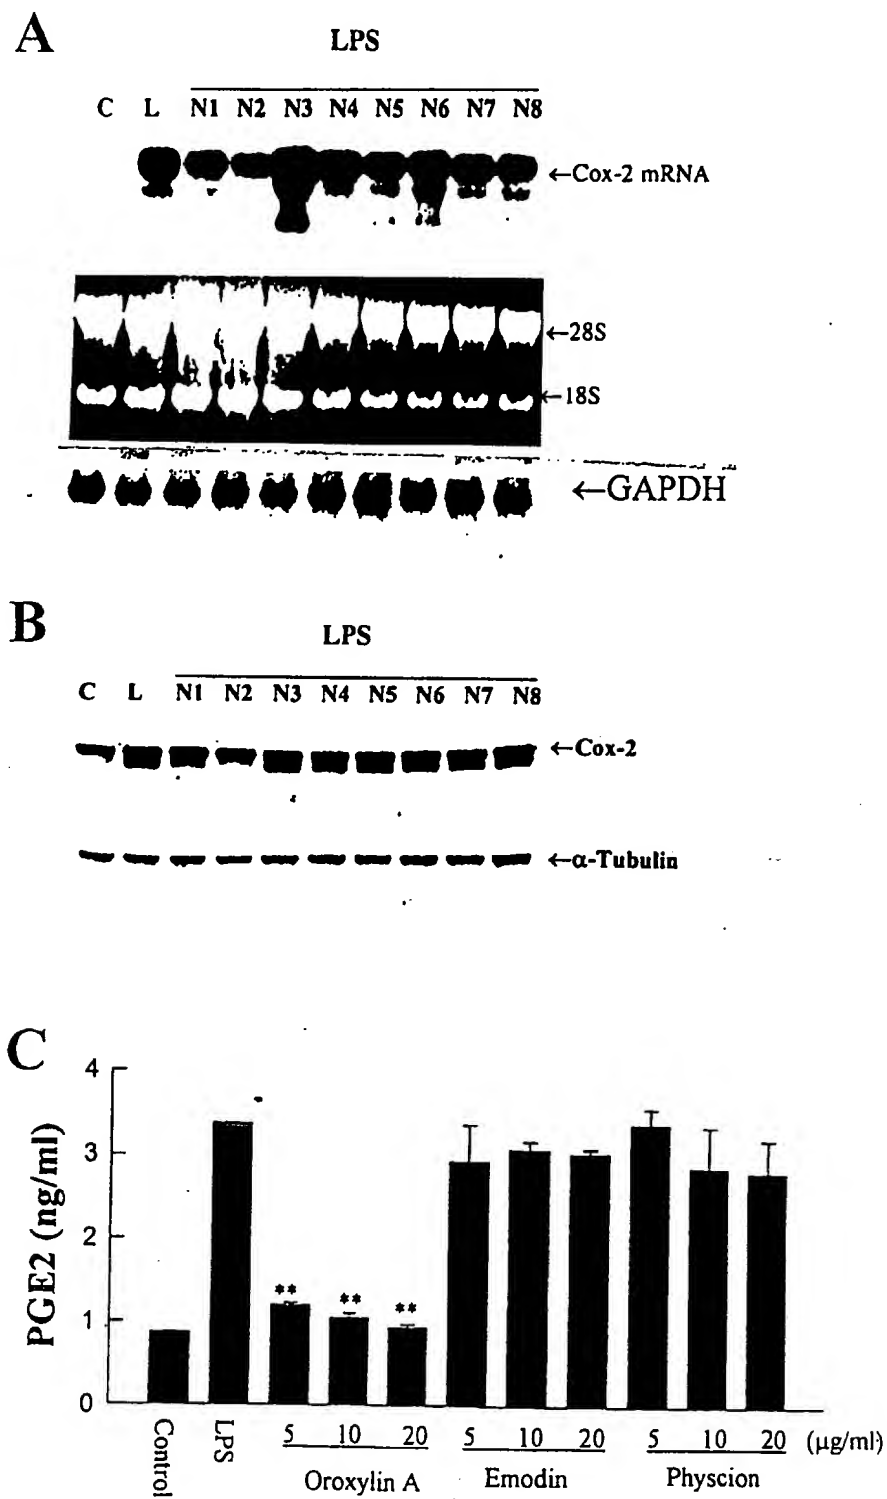 A
LPS
C L N1 N2 N3 N4 N5 N6 N7 N8
←Cox-2 mRNA
←28S
←18S
←GAPDH
B
LPS
C L N1 N2 N3 N4 N5 N6 N7 N8
←Cox-2
←α-Tubulin
C
4
3
2
1
0
PGE2 (ng/ml)
** ** **
Control LPS 5 10 20 5 10 20 5 10 20 (μg/ml)
Oroxylin A Emodin Physcion